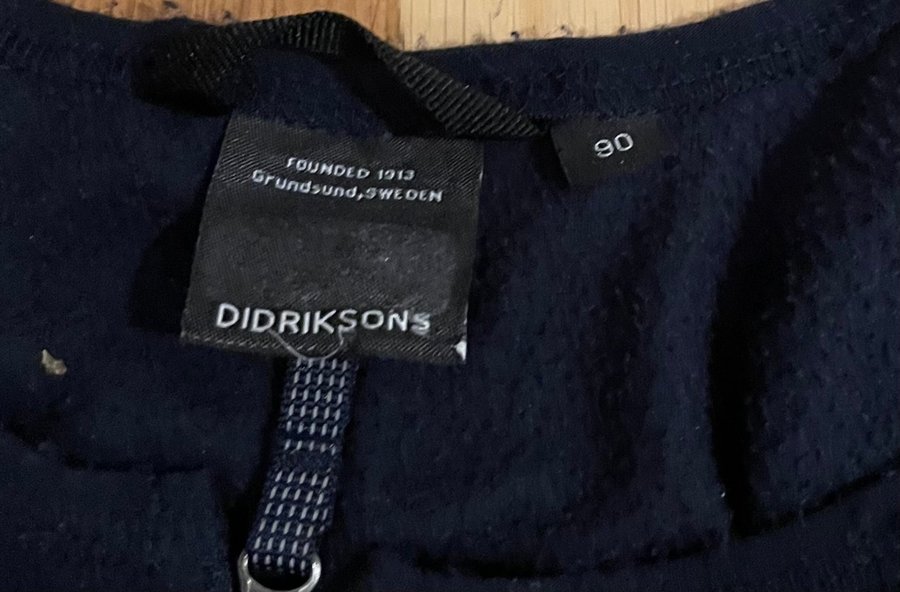 FOUNDED 1913
Grundsund, SWEDEN
DIDRIKSONS
90